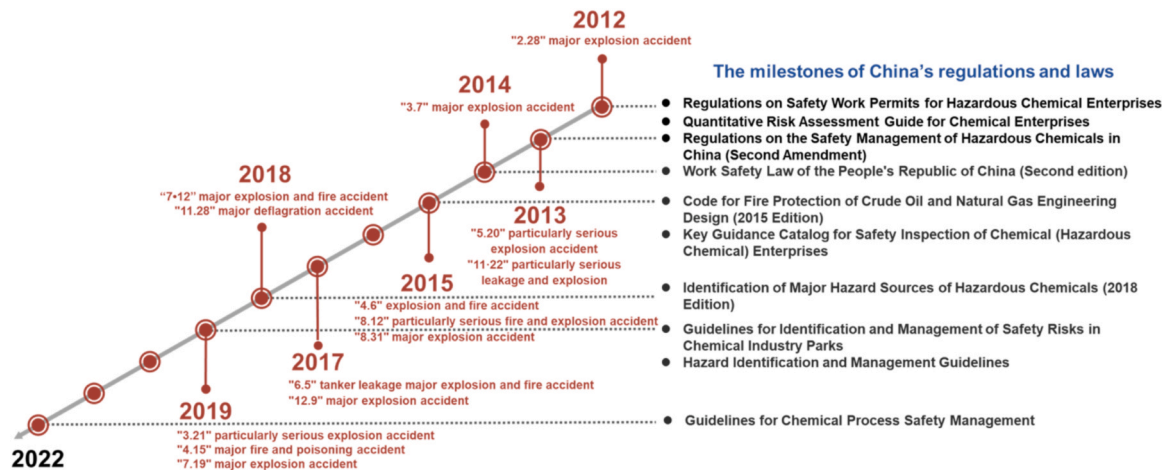 2012
"2.28" major explosion accident
The milestones of China's regulations and laws
2014
"3.7" major explosion accident
● Regulations on Safety Work Permits for Hazardous Chemical Enterprises
● Quantitative Risk Assessment Guide for Chemical Enterprises
● Regulations on the Safety Management of Hazardous Chemicals in
China (Second Amendment)
● Work Safety Law of the People's Republic of China (Second edition)
2018
"7•12" major explosion and fire accident
"11.28" major deflagration accident
● Code for Fire Protection of Crude Oil and Natural Gas Engineering
Design (2015 Edition)
● Key Guidance Catalog for Safety Inspection of Chemical (Hazardous
Chemical) Enterprises
2013
"5.20" particularly serious
explosion accident
"11·22" particularly serious
leakage and explosion
2015
"4.6" explosion and fire accident
"8.12" particularly serious fire and explosion accident
"8.31" major explosion accident
● Identification of Major Hazard Sources of Hazardous Chemicals (2018
Edition)
● Guidelines for Identification and Management of Safety Risks in
Chemical Industry Parks
● Hazard Identification and Management Guidelines
2017
"6.5" tanker leakage major explosion and fire accident
"12.9" major explosion accident
2019
"3.21" particularly serious explosion accident
"4.15" major fire and poisoning accident
"7.19" major explosion accident
● Guidelines for Chemical Process Safety Management
2022